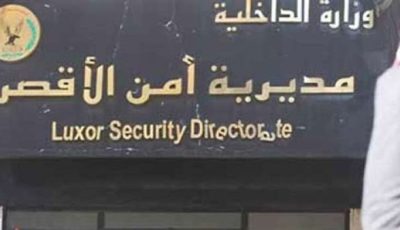 وزارة الداخلية
مديرية أمن الأقصر
Luxor Security Directorate